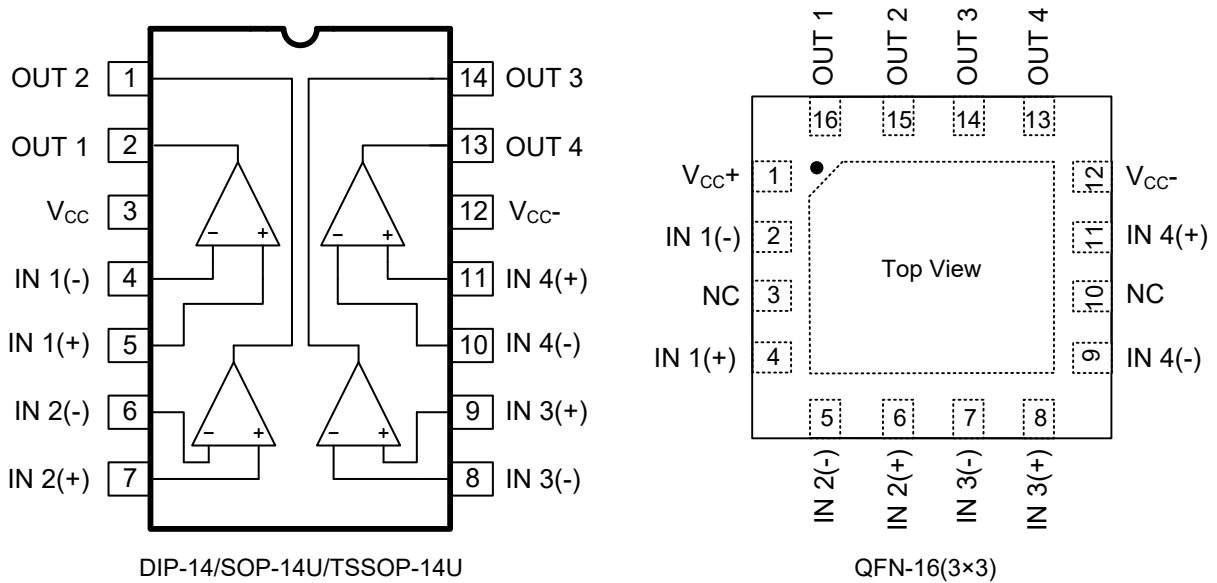 OUT 2 1 14 OUT 3
OUT 1 2 13 OUT 4
VCC 3 12 VCC-
IN 1(-) 4 11 IN 4(+)
IN 1(+) 5 10 IN 4(-)
IN 2(-) 6 9 IN 3(+)
IN 2(+) 7 8 IN 3(-)
- +
- +
- +
- +
DIP-14/SOP-14U/TSSOP-14U
OUT 1 OUT 2 OUT 3 OUT 4
16 15 14 13
VCC+ 1 12 VCC-
IN 1(-) 2 11 IN 4(+)
Top View
NC 3 10 NC
IN 1(+) 4 9 IN 4(-)
5 6 7 8
IN 2(-) IN 2(+) IN 3(-) IN 3(+)
QFN-16(3×3)